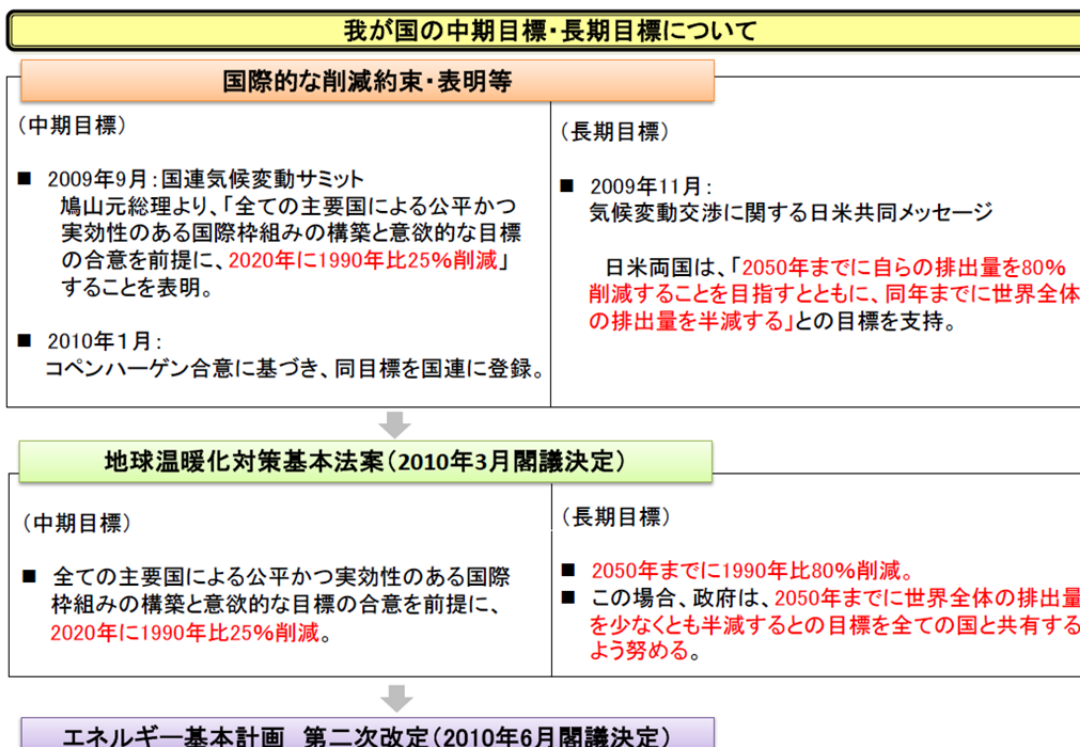 我が国の中期目標・長期目標について
国際的な削減約束・表明等
（中期目標）
■ 2009年9月：国連気候変動サミット
鳩山元総理より、「全ての主要国による公平かつ
実効性のある国際枠組みの構築と意欲的な目標
の合意を前提に、2020年に1990年比25%削減」
することを表明。
■ 2010年1月：
コペンハーゲン合意に基づき、同目標を国連に登録。
（長期目標）
■ 2009年11月：
気候変動交渉に関する日米共同メッセージ
日米両国は、「2050年までに自らの排出量を80%
削減することを目指すとともに、同年までに世界全体
の排出量を半減する」との目標を支持。
地球温暖化対策基本法案（2010年3月閣議決定）
（中期目標）
■ 全ての主要国による公平かつ実効性のある国際
枠組みの構築と意欲的な目標の合意を前提に、
2020年に1990年比25%削減。
（長期目標）
■ 2050年までに1990年比80%削減。
■ この場合、政府は、2050年までに世界全体の排出量
を少なくとも半減するとの目標を全ての国と共有する
よう努める。
エネルギー基本計画　第二次改定（2010年6月閣議決定）